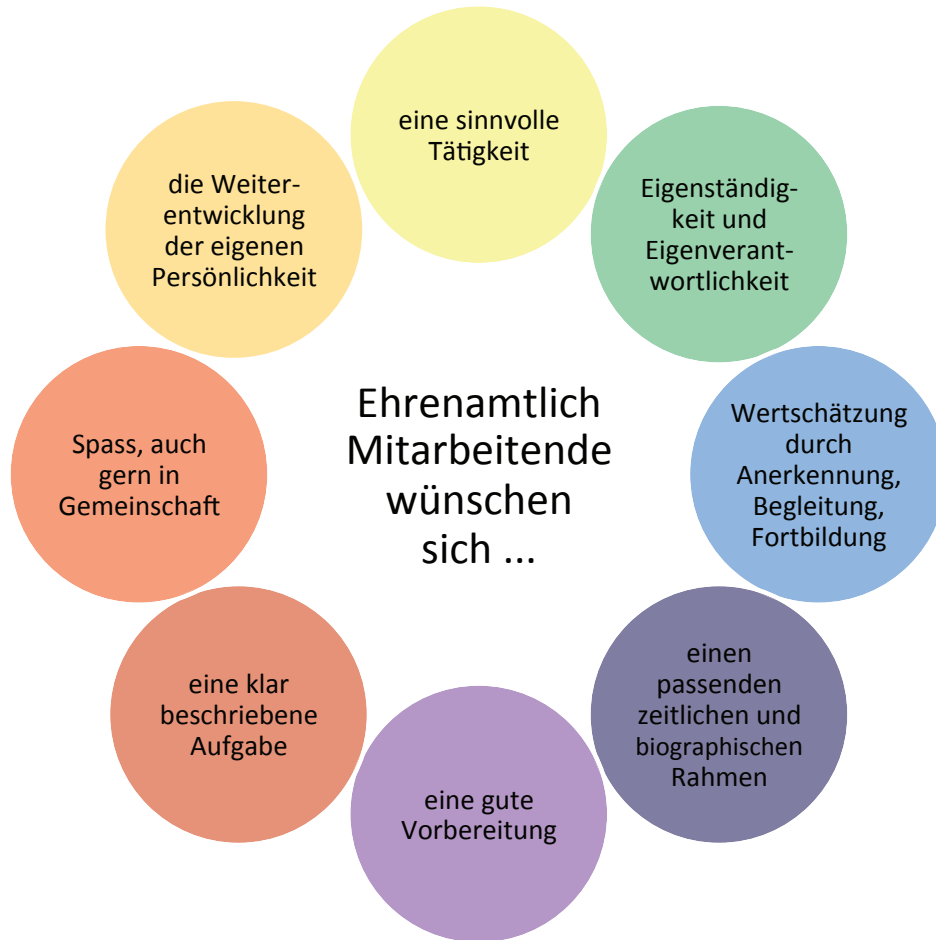 eine sinnvolle
Tätigkeit
Eigenständig-
keit und
Eigenverant-
wortlichkeit
Wertschätzung
durch
Anerkennung,
Begleitung,
Fortbildung
einen
passenden
zeitlichen und
biographischen
Rahmen
eine gute
Vorbereitung
eine klar
beschriebene
Aufgabe
Spass, auch
gern in
Gemeinschaft
die Weiter-
entwicklung
der eigenen
Persönlichkeit
Ehrenamtlich
Mitarbeitende
wünschen
sich ...